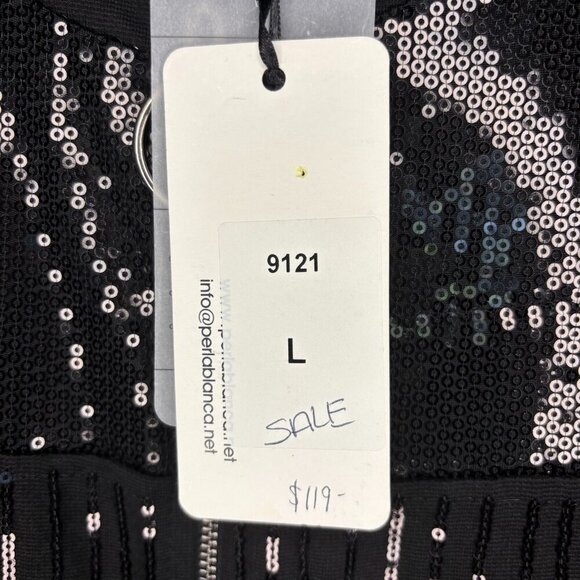 9121
L
SALE
$119-
www.perlablanca.net
info@perlablanca.net